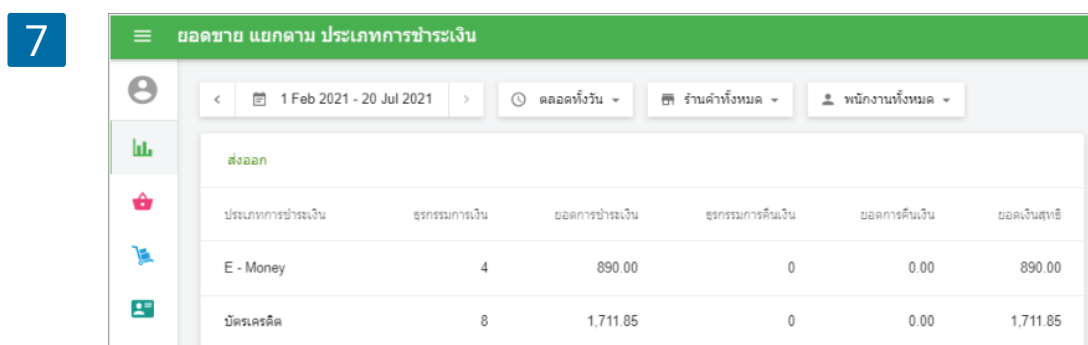 7
ยอดขาย แยกตาม ประเภทการชำระเงิน
1 Feb 2021 - 20 Jul 2021 ตลอดทั้งวัน ร้านค้าทั้งหมด พนักงานทั้งหมด
ส่งออก
ประเภทการชำระเงิน ธุรกรรมการเงิน ยอดการชำระเงิน ธุรกรรมการคืนเงิน ยอดการคืนเงิน ยอดเงินสุทธิ
E - Money 4 890.00 0 0.00 890.00
บัตรเครดิต 8 1,711.85 0 0.00 1,711.85